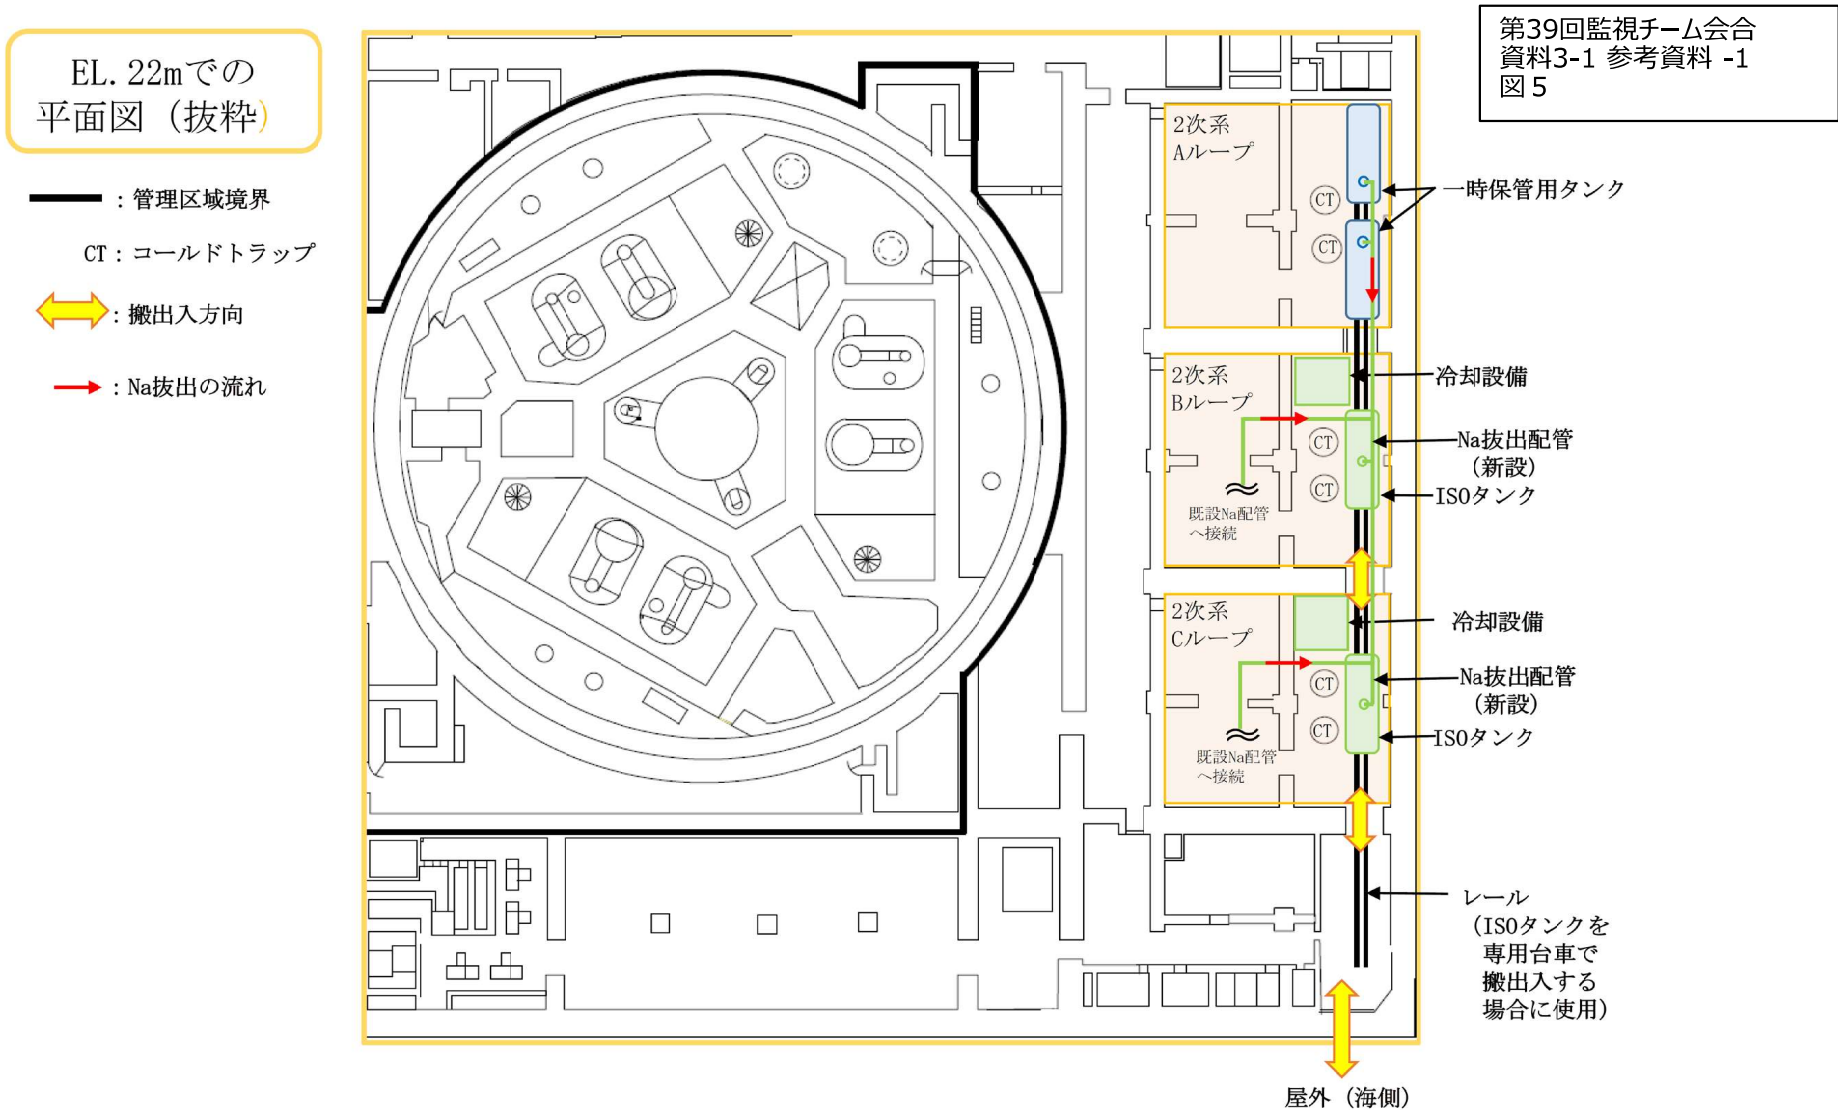 第39回監視チーム会合
資料3-1 参考資料 -1
図5
EL.22mでの
平面図（抜粋）
：管理区域境界
CT：コールドトラップ
：搬出入方向
：Na抜出の流れ
2次系
Aループ
CT
CT
一時保管用タンク
2次系
Bループ
冷却設備
CT
CT
Na抜出配管
（新設）
ISOタンク
既設Na配管
へ接続
2次系
Cループ
冷却設備
CT
CT
Na抜出配管
（新設）
ISOタンク
既設Na配管
へ接続
レール
（ISOタンクを
専用台車で
搬出入する
場合に使用）
屋外（海側）